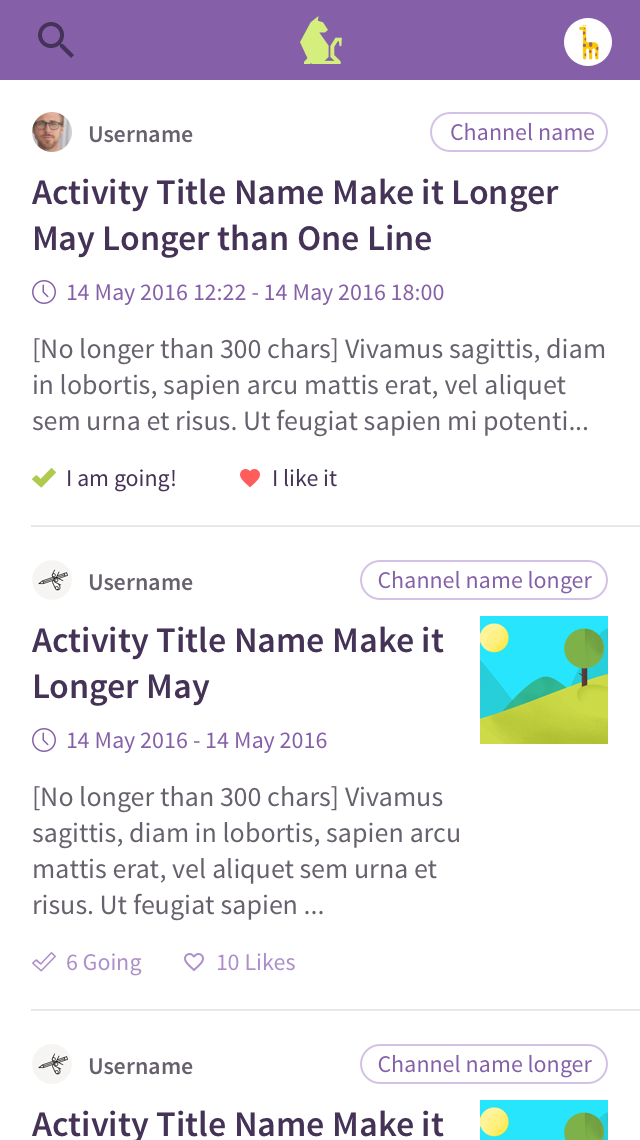 Username
Channel name
Activity Title Name Make it Longer
May Longer than One Line
14 May 2016 12:22 - 14 May 2016 18:00
[No longer than 300 chars] Vivamus sagittis, diam
in lobortis, sapien arcu mattis erat, vel aliquet
sem urna et risus. Ut feugiat sapien mi potenti...
I am going!
I like it
Username
Channel name longer
Activity Title Name Make it
Longer May
14 May 2016 - 14 May 2016
[No longer than 300 chars] Vivamus
sagittis, diam in lobortis, sapien arcu
mattis erat, vel aliquet sem urna et
risus. Ut feugiat sapien ...
6 Going
10 Likes
Username
Channel name longer
Activity Title Name Make it